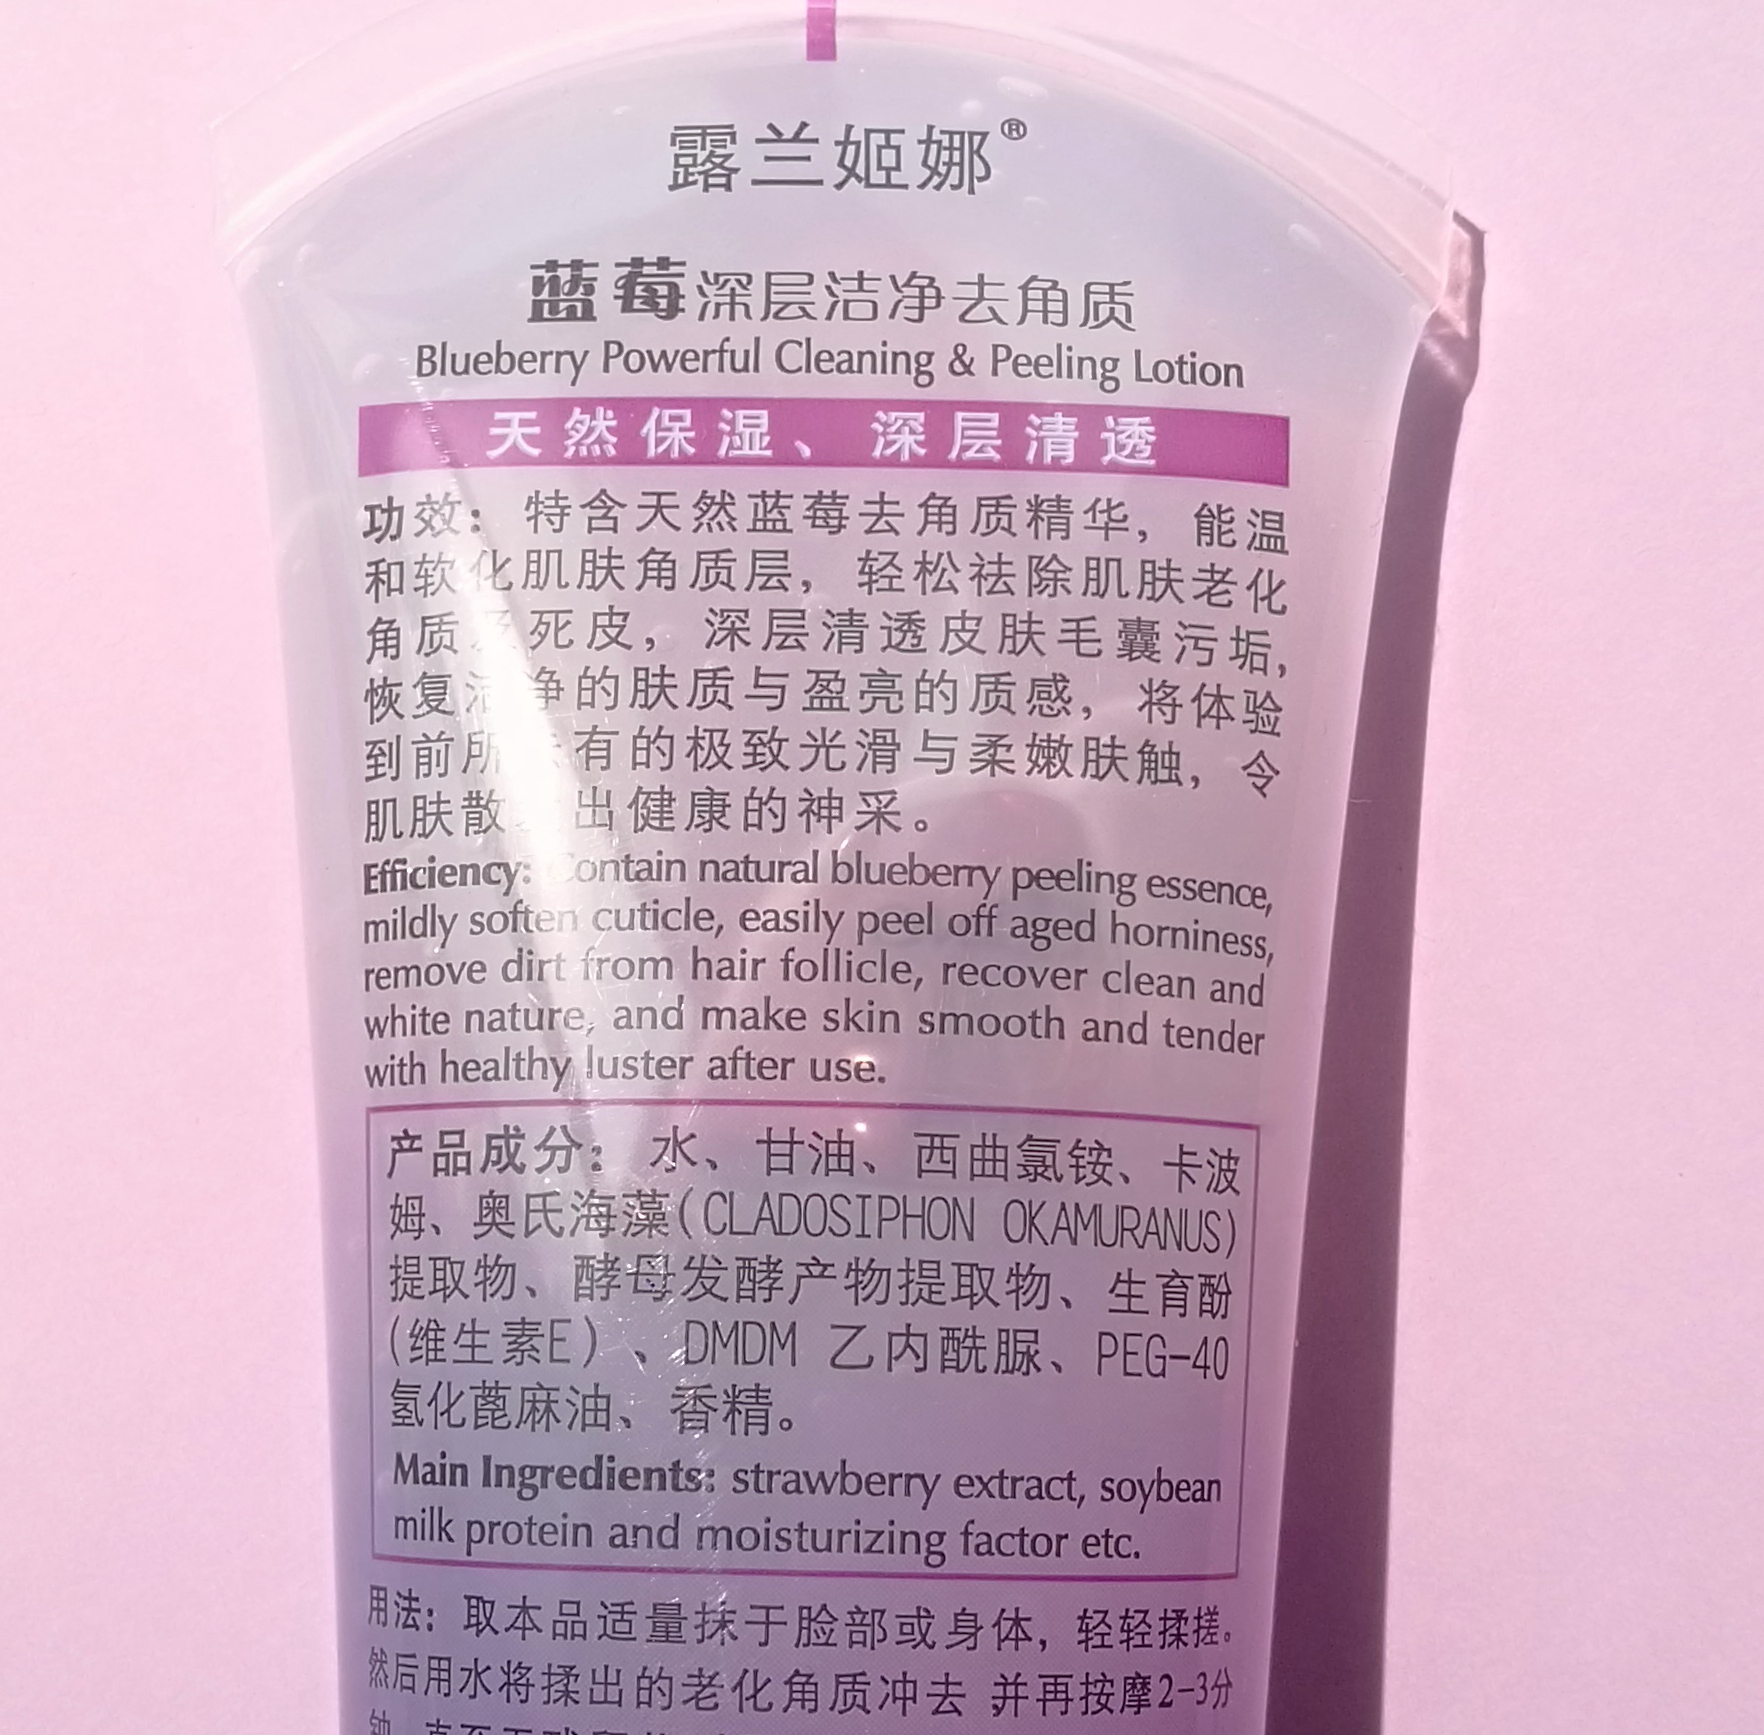 露兰姬娜®
蓝莓深层洁净去角质
Blueberry Powerful Cleaning & Peeling Lotion
天然保湿、深层清透
功效：特含天然蓝莓去角质精华，能温
和软化肌肤角质层，轻松祛除肌肤老化
角质及死皮，深层清透皮肤毛囊污垢，
恢复洁净的肤质与盈亮的质感，将体验
到前所未有的极致光滑与柔嫩肤触，令
肌肤散出健康的神采。
Efficiency: Contain natural blueberry peeling essence,
mildly soften cuticle, easily peel off aged horniness,
remove dirt from hair follicle, recover clean and
white nature, and make skin smooth and tender
with healthy luster after use.
产品成分：水、甘油、西曲氯铵、卡波
姆、奥氏海藻(CLADOSIPHON OKAMURANUS)
提取物、酵母发酵产物提取物、生育酚
(维生素E)、DMDM 乙内酰脲、PEG-40
氢化蓖麻油、香精。
Main Ingredients: strawberry extract, soybean
milk protein and moisturizing factor etc.
用法：取本品适量抹于脸部或身体，轻轻揉搓。
然后用水将揉出的老化角质冲去,并再按摩2-3分